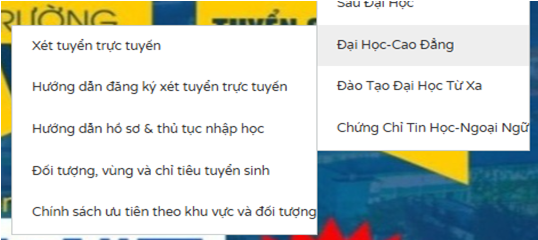 TRƯỜNG
TUYỂN
Sau Đại Học
Đại Học-Cao Đẳng
Đào Tạo Đại Học Từ Xa
Chứng Chỉ Tin Học-Ngoại Ngữ
Xét tuyển trực tuyến
Hướng dẫn đăng ký xét tuyển trực tuyến
Hướng dẫn hồ sơ & thủ tục nhập học
Đối tượng, vùng và chỉ tiêu tuyển sinh
Chính sách ưu tiên theo khu vực và đối tượng